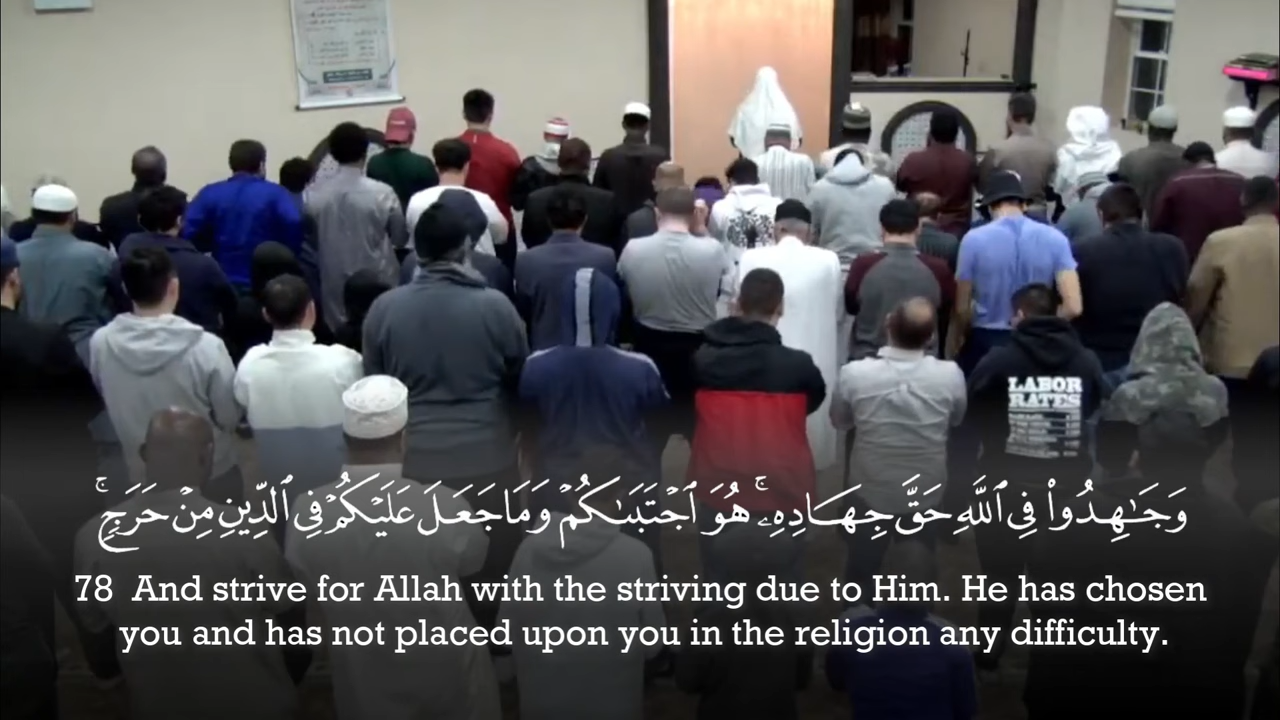 LABOR
RATES
وَجَـٰهِدُوا۟ فِى ٱللَّهِ حَقَّ جِهَادِهِۦ ۚ هُوَ ٱجْتَبَىٰكُمْ وَمَا جَعَلَ عَلَيْكُمْ فِى ٱلدِّينِ مِنْ حَرَجٍ ۚ
78 And strive for Allah with the striving due to Him. He has chosen
you and has not placed upon you in the religion any difficulty.